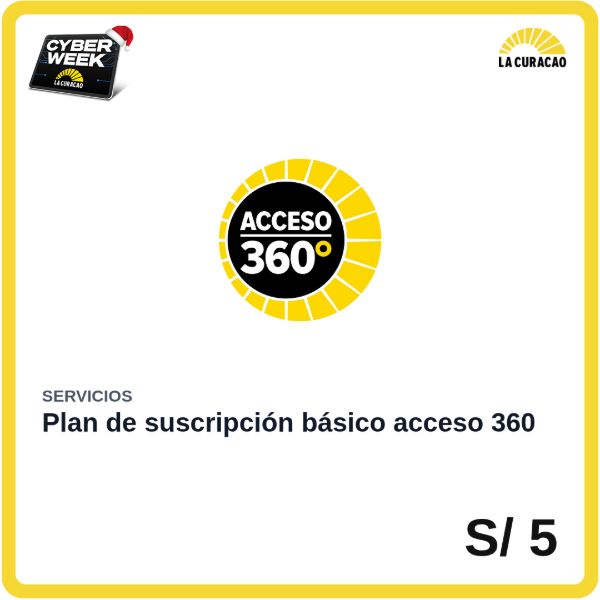 CYBER
WEEK
LA CURACAO
LA CURACAO
ACCESO
360°
SERVICIOS
Plan de suscripción básico acceso 360
S/ 5